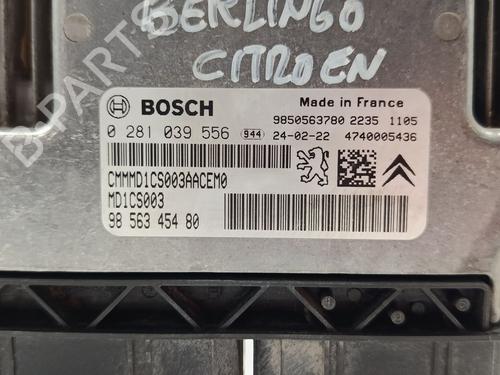 BERLINGO
CITROEN
BOSCH
Made in France
9850563780 2235 1105
0 281 039 556 944 24-02-22 4740005436
CMMMD1CS003AACEM0
MD1CS003
98 563 454 80
B-PARTS